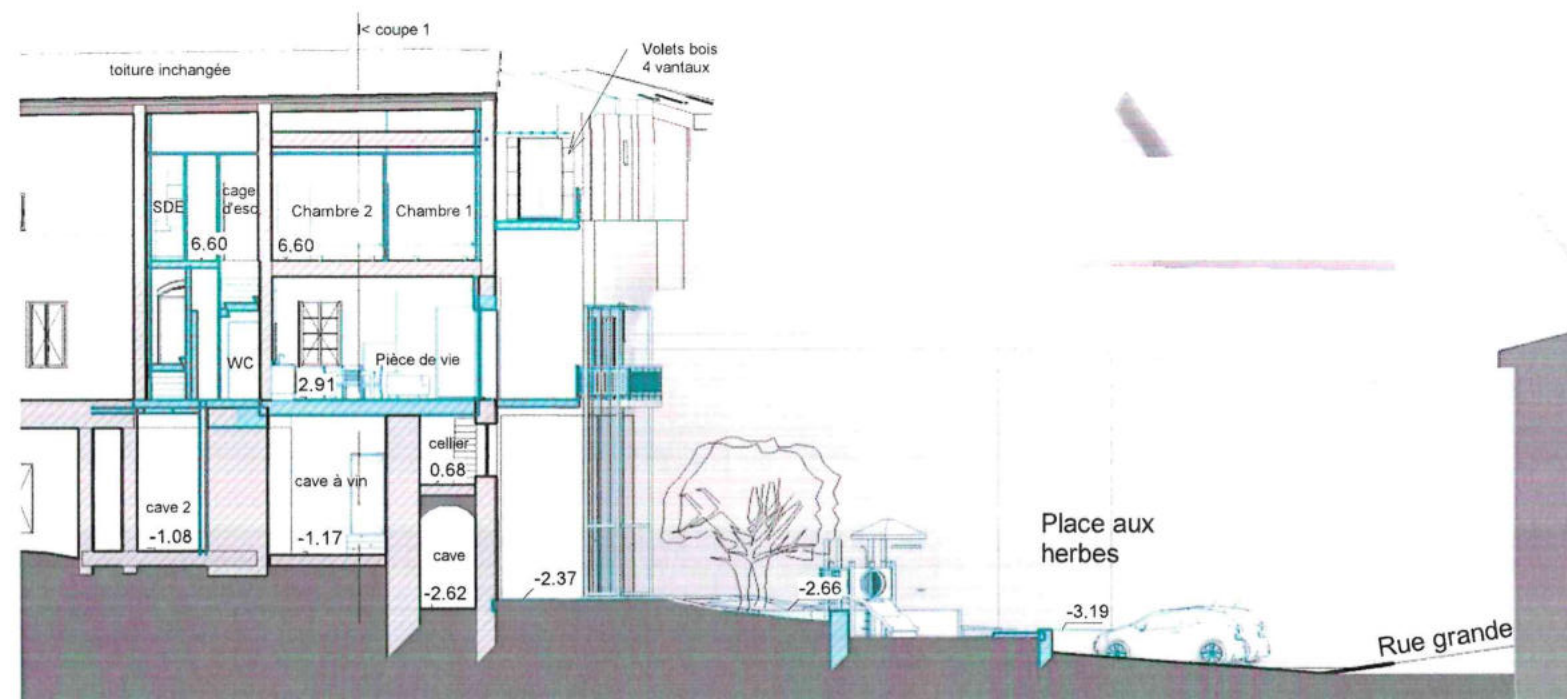 |< coupe 1
Volets bois
4 vantaux
toiture inchangée
SDE
cage
d'esc
Chambre 2
Chambre 1
6.60
6.60
WC
Pièce de vie
2.91
cellier
0.68
cave à vin
cave 2
-1.08
-1.17
cave
-2.62
-2.37
-2.66
Place aux
herbes
-3.19
Rue grande